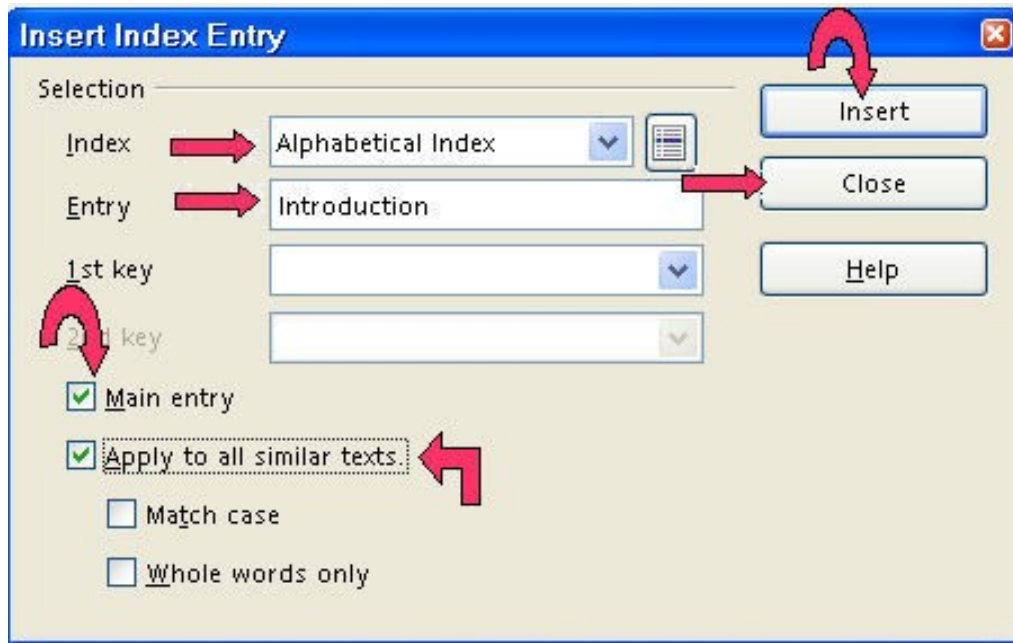 Insert Index Entry
Selection
Index
Alphabetical Index
Entry
Introduction
1st key
2nd key
Main entry
Apply to all similar texts.
Match case
Whole words only
Insert
Close
Help